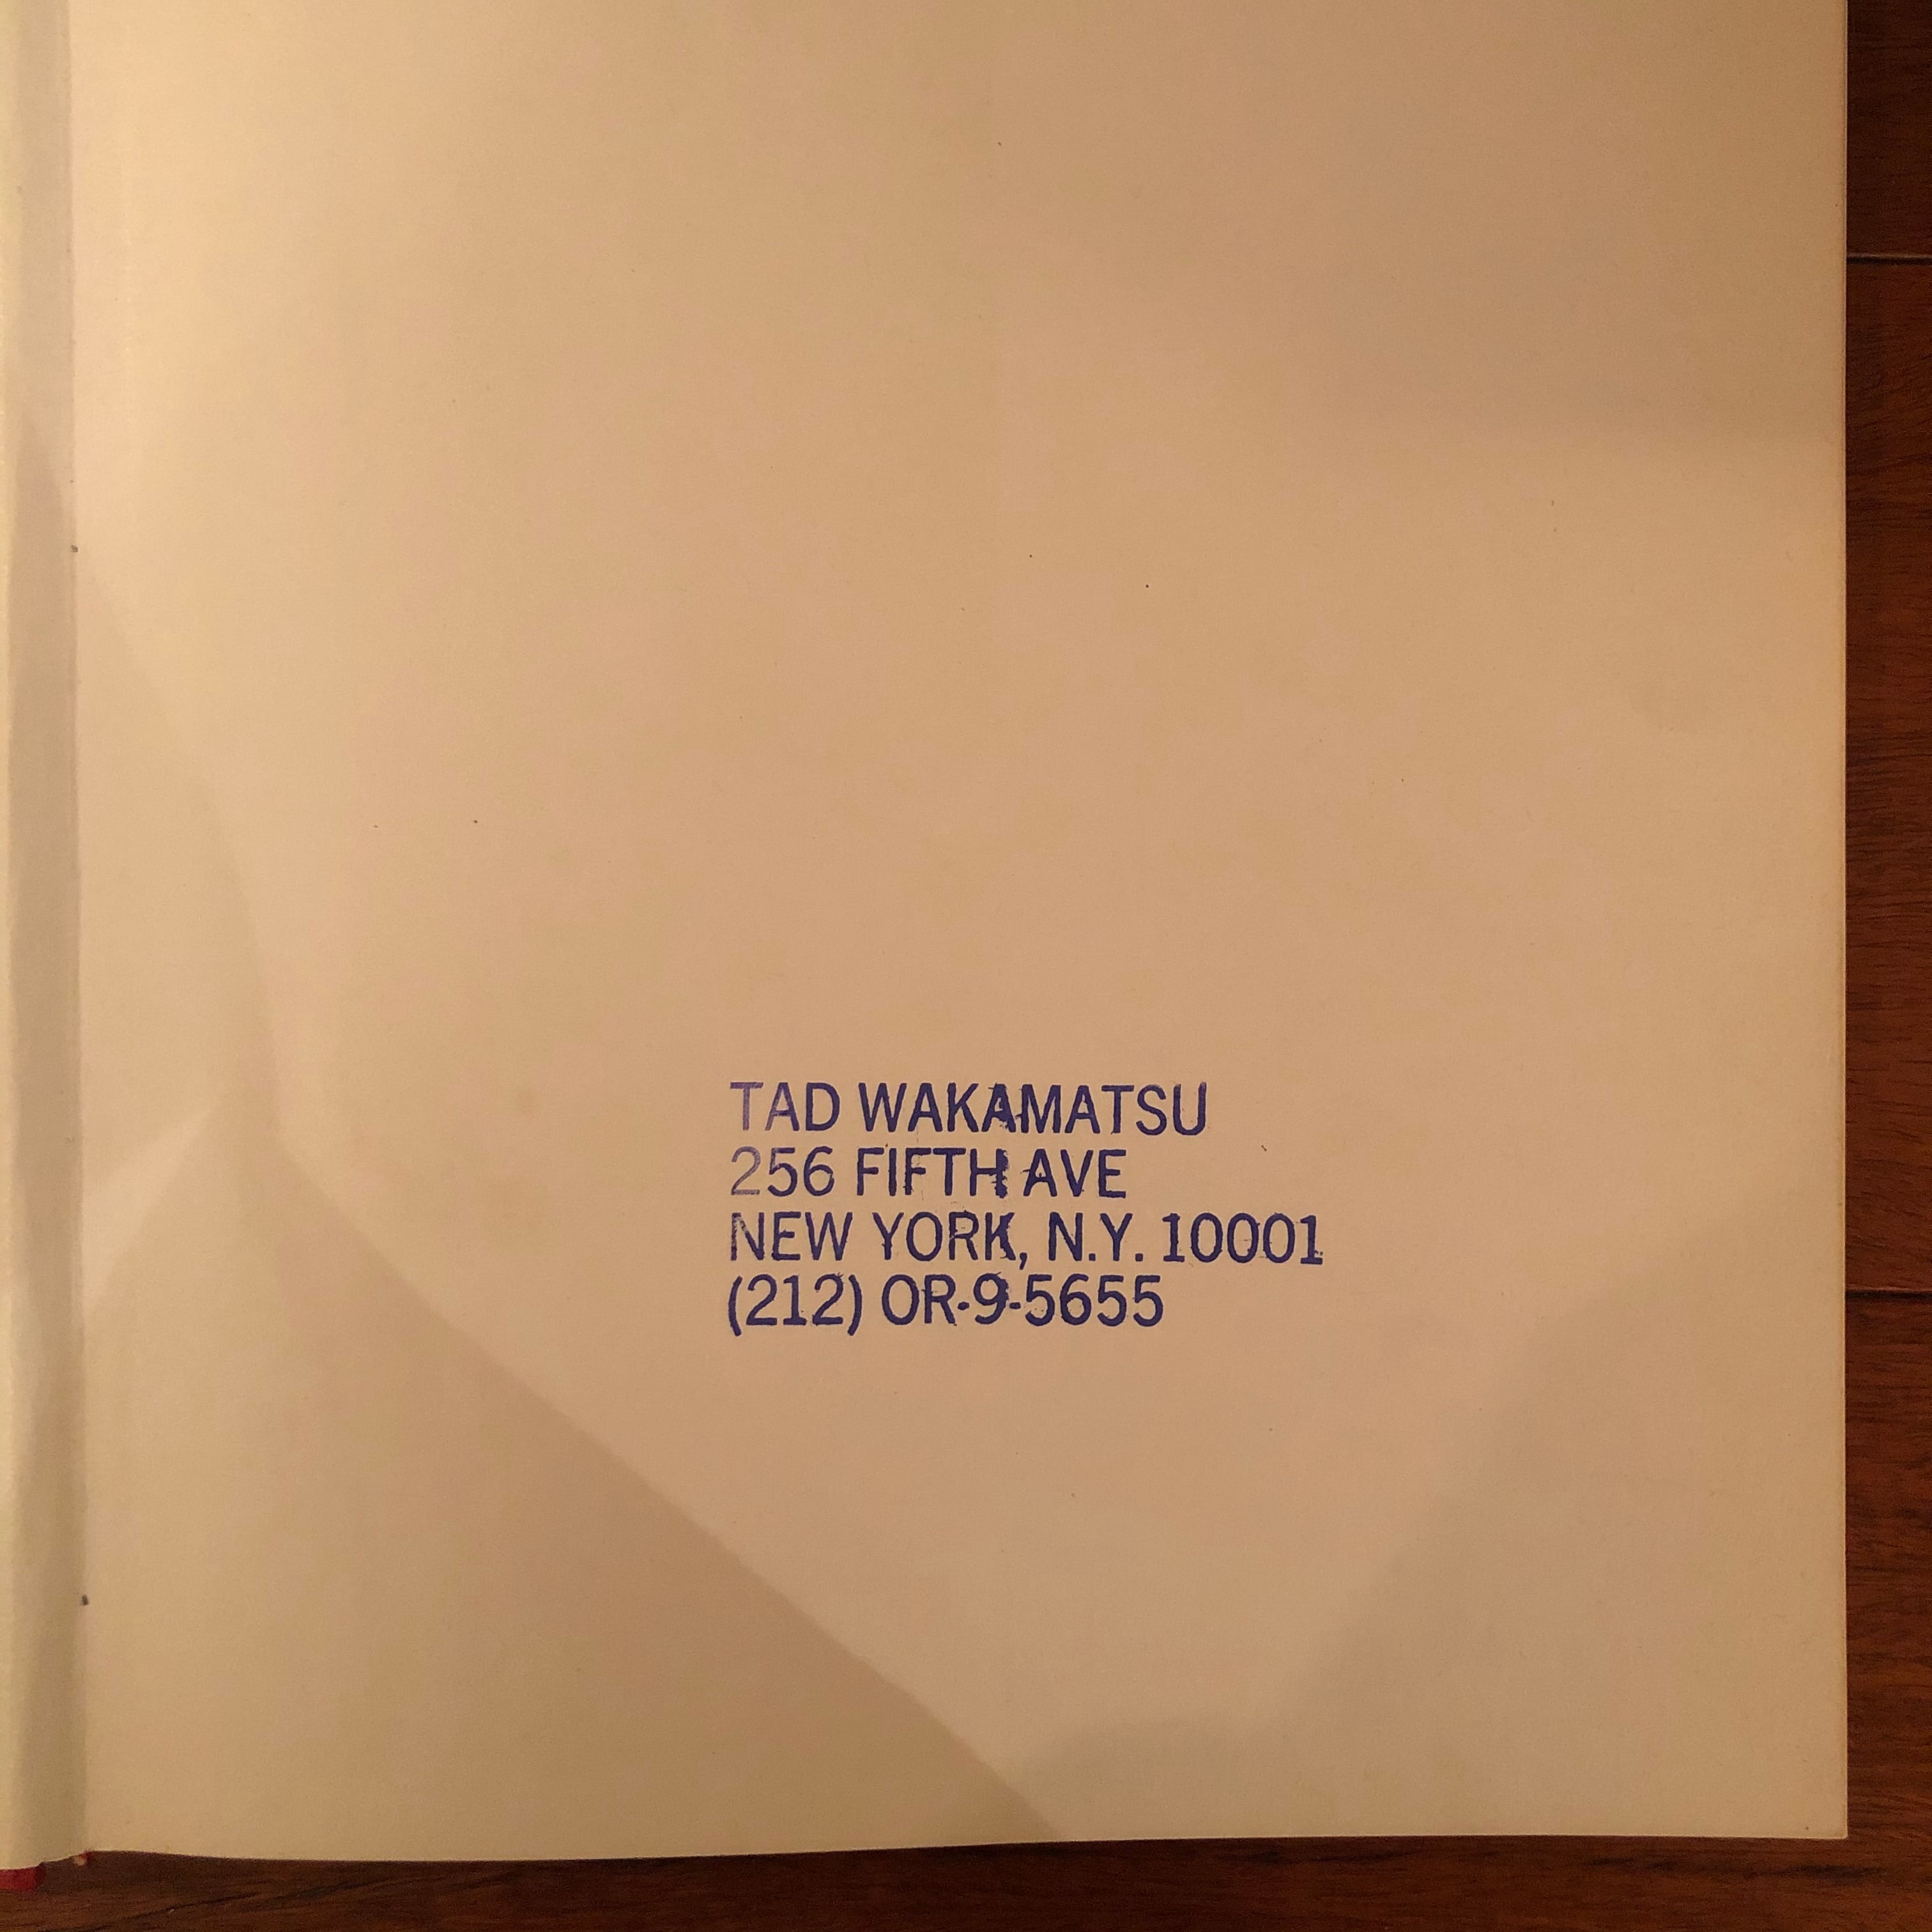 TAD WAKAMATSU
256 FIFTH AVE
NEW YORK, N.Y. 10001
(212) OR-9-5655